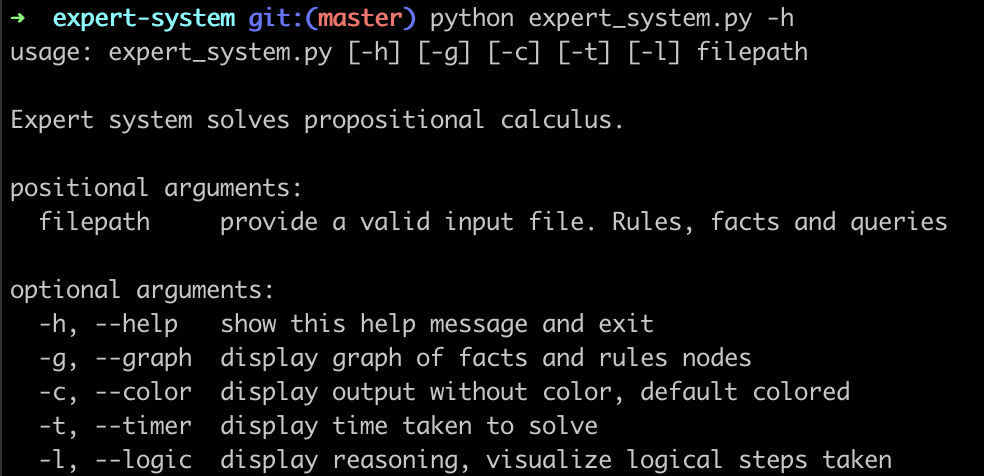 ➜  expert-system git:(master) python expert_system.py -h
usage: expert_system.py [-h] [-g] [-c] [-t] [-l] filepath
Expert system solves propositional calculus.
positional arguments:
  filepath     provide a valid input file. Rules, facts and queries
optional arguments:
  -h, --help   show this help message and exit
  -g, --graph  display graph of facts and rules nodes
  -c, --color  display output without color, default colored
  -t, --timer  display time taken to solve
  -l, --logic  display reasoning, visualize logical steps taken